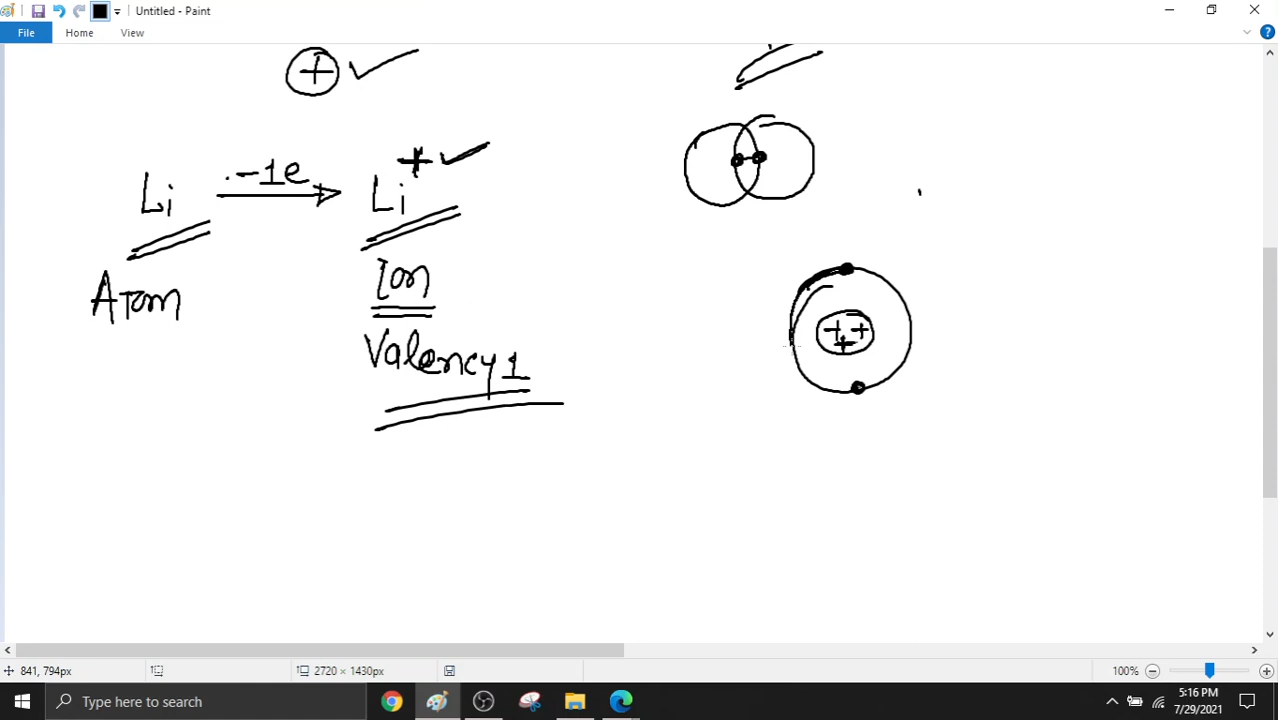 Untitled - Paint
File Home View
+
Li -1e Li +
Atom
Ion
Valency 1
+ +
+
841, 794px
2720 × 1430px
100%
Type here to search
5:16 PM
7/29/2021